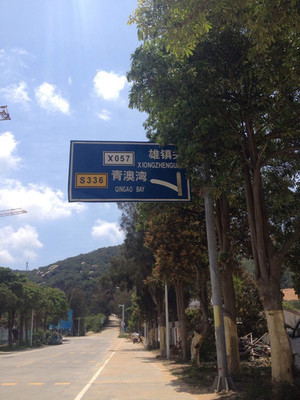 X057 雄镇
XIONGZHENGU
S336 青澳湾
QINGAO BAY